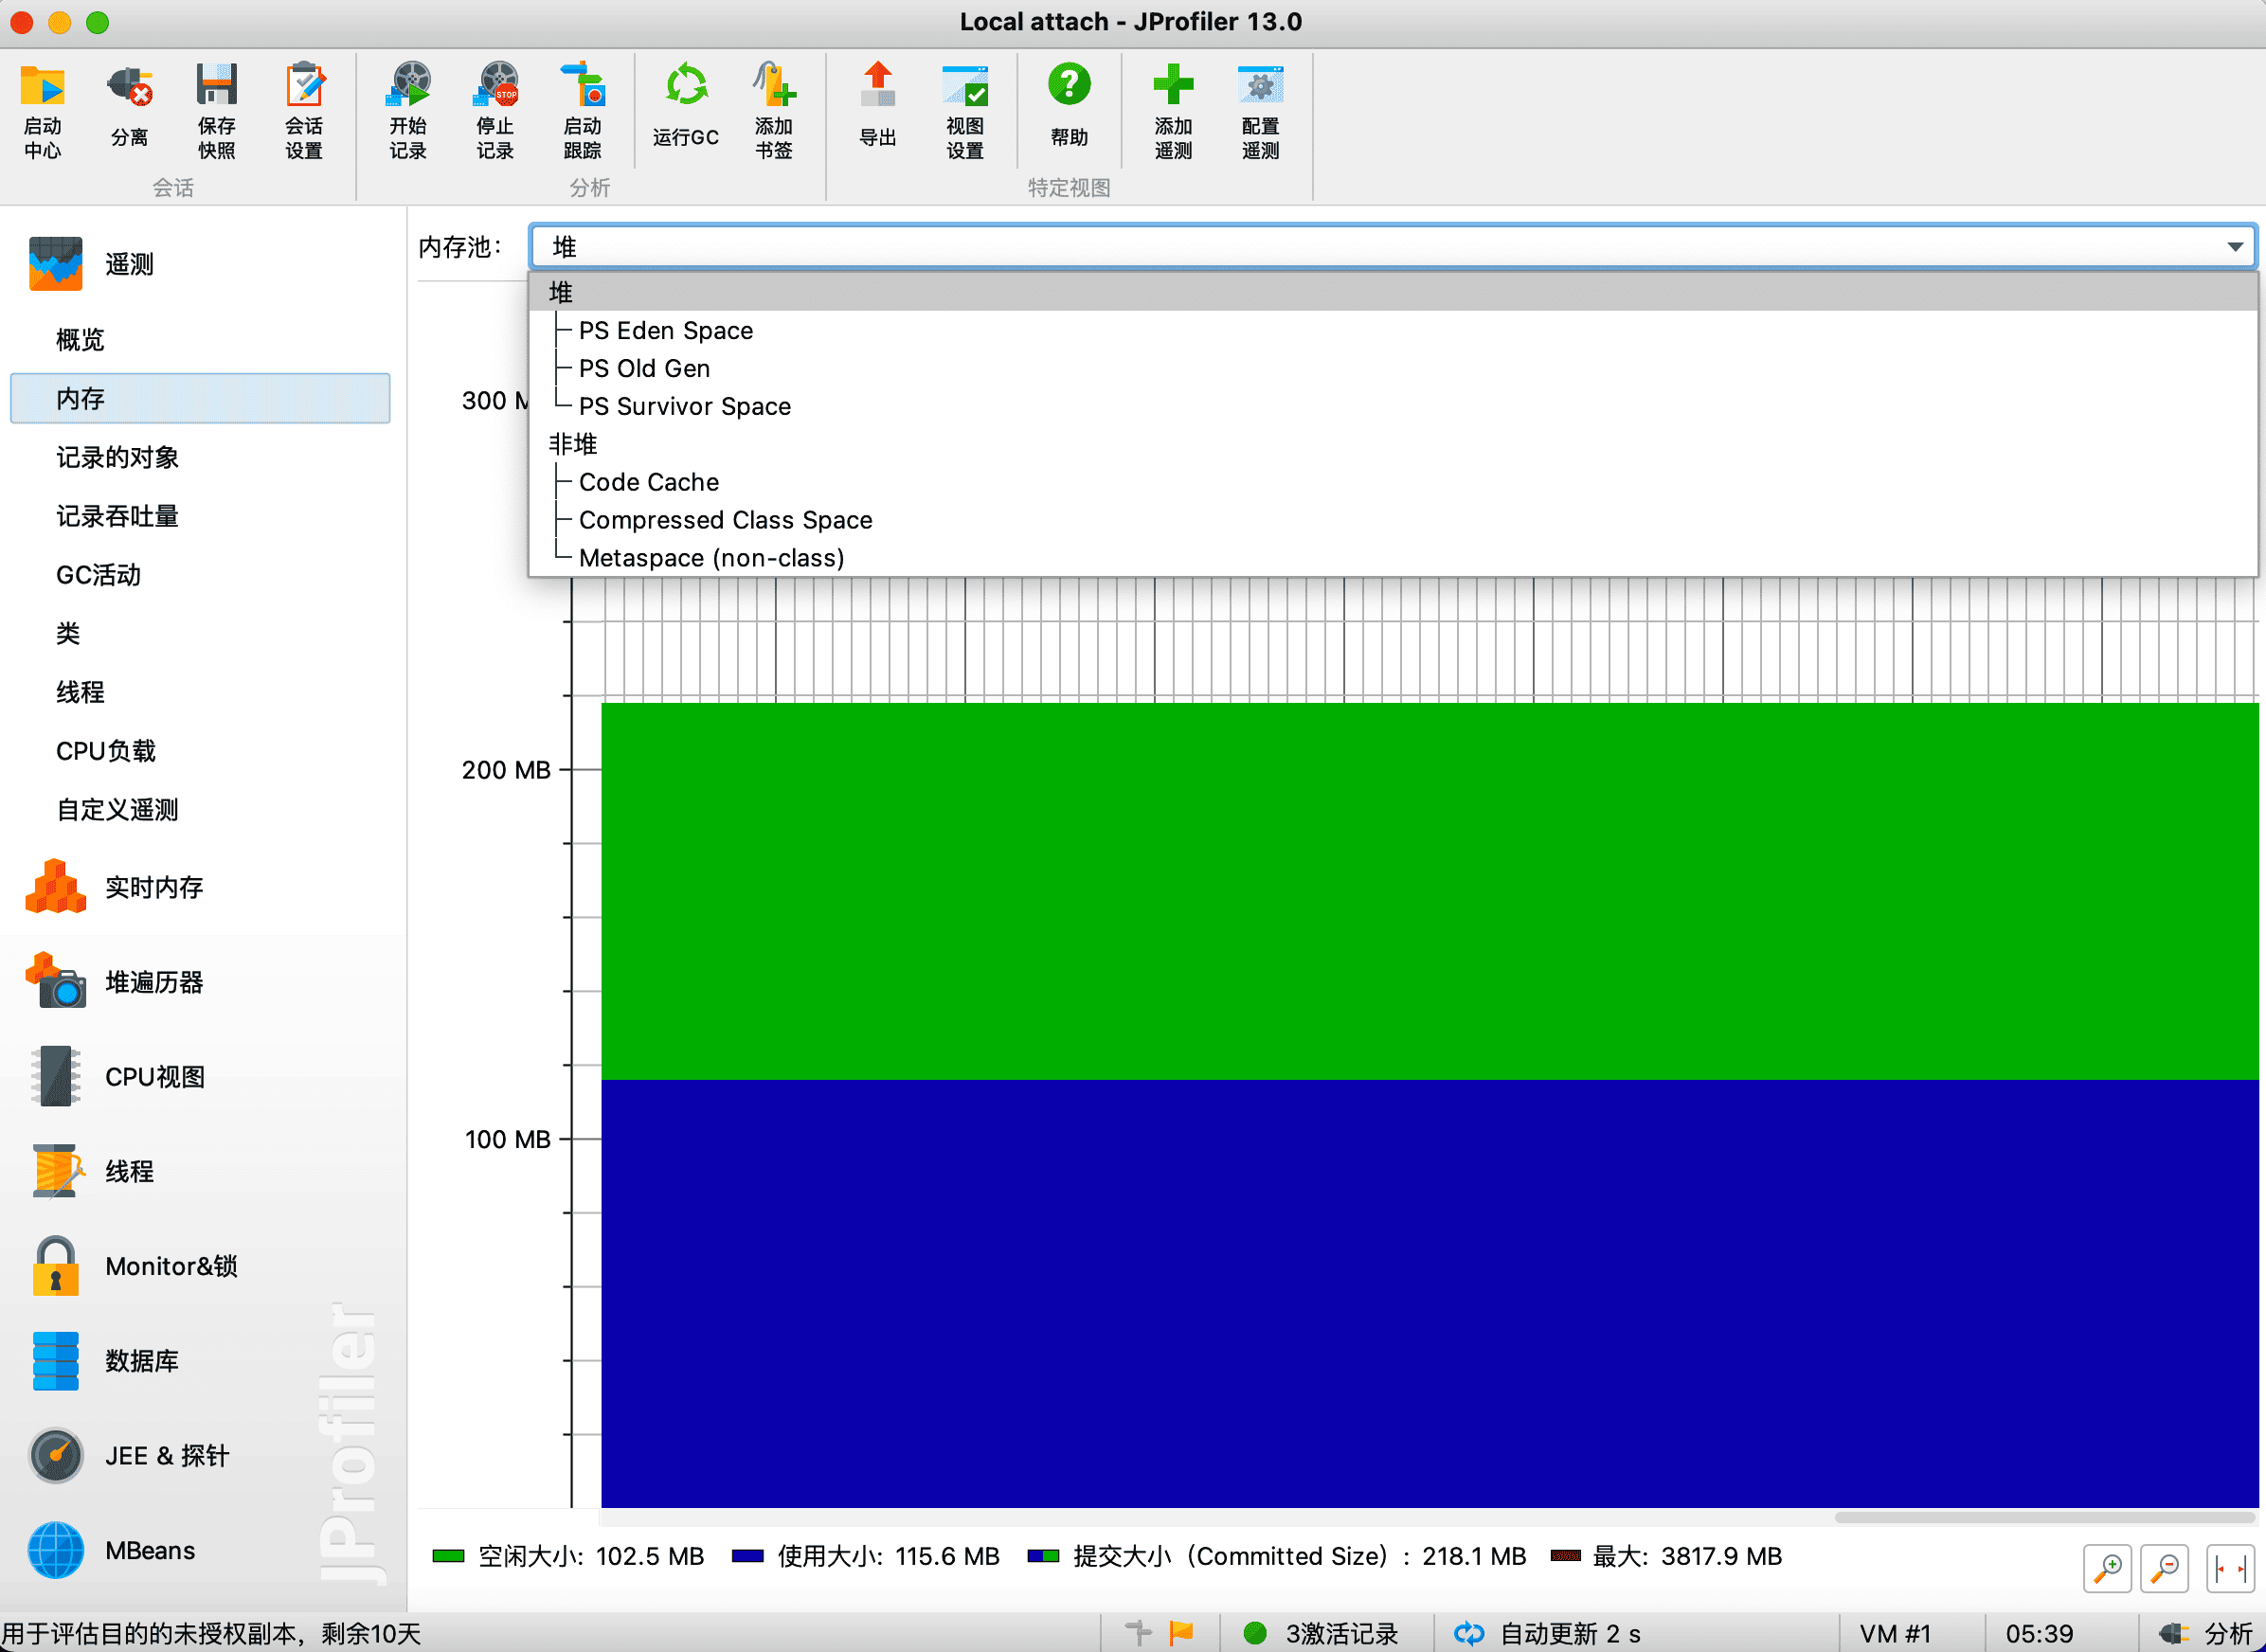 Local attach - JProfiler 13.0
启动
中心
分离
保存
快照
会话
设置
开始
记录
停止
记录
STOP
启动
跟踪
运行GC
添加
书签
导出
视图
设置
帮助
添加
遥测
配置
遥测
会话
分析
特定视图
遥测
概览
内存
记录的对象
记录吞吐量
GC活动
类
线程
CPU负载
自定义遥测
实时内存
堆遍历器
CPU视图
线程
Monitor&锁
数据库
JEE & 探针
MBeans
JProfiler
内存池：
堆
堆
PS Eden Space
PS Old Gen
PS Survivor Space
非堆
Code Cache
Compressed Class Space
Metaspace (non-class)
300 M
200 MB
100 MB
空闲大小: 102.5 MB 使用大小: 115.6 MB 提交大小（Committed Size）: 218.1 MB 最大: 3817.9 MB
用于评估目的的未授权副本，剩余10天 3激活记录 自动更新 2 s VM #1 05:39 分析